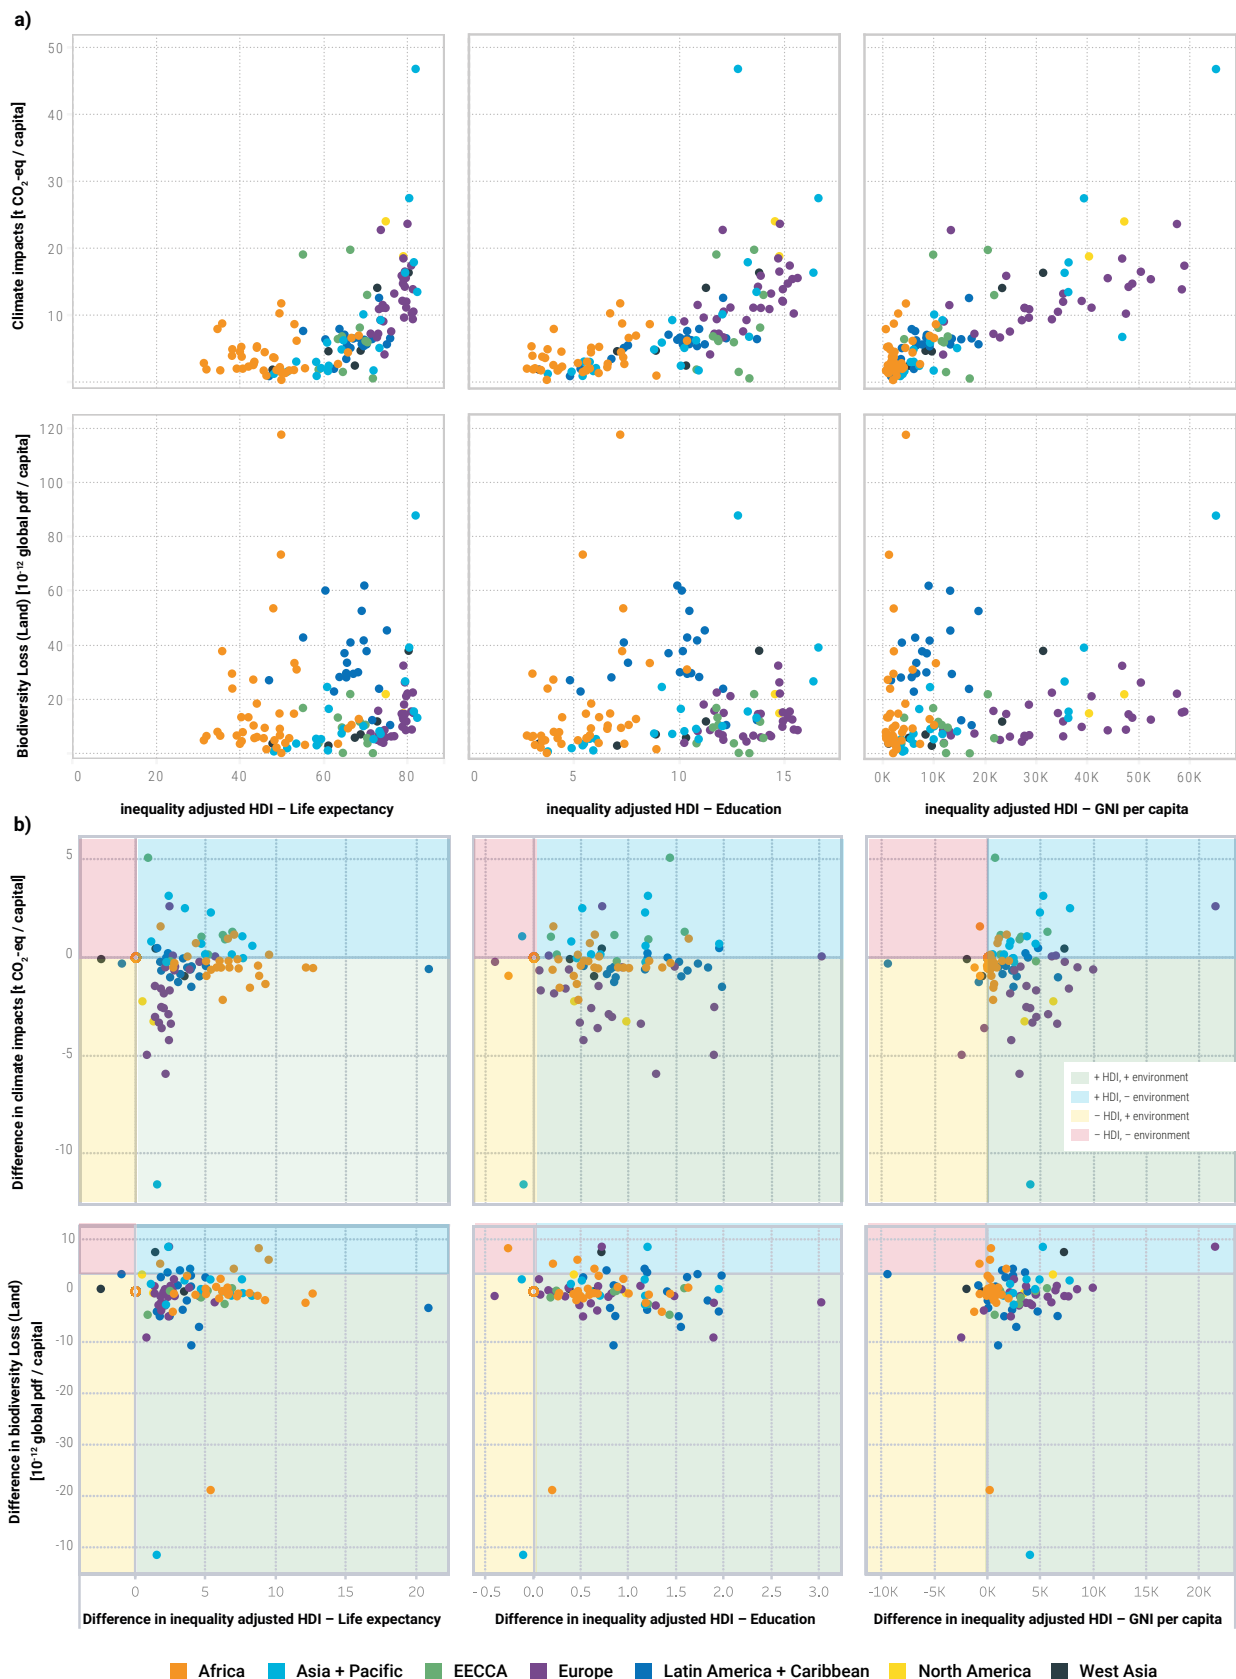 a)
Climate impacts [t CO2-eq / capita]
50
40
30
20
10
Biodiversity Loss (Land) [10-12 global pdf / capita]
120
100
80
60
40
20
0
20
40
60
80
0
5
10
15
0K
10K
20K
30K
40K
50K
60K
inequality adjusted HDI – Life expectancy
inequality adjusted HDI – Education
inequality adjusted HDI – GNI per capita
b)
Difference in climate impacts [t CO2-eq / capital]
5
0
-5
-10
+ HDI, + environment
+ HDI, − environment
− HDI, + environment
− HDI, − environment
Difference in biodiversity Loss (Land)
[10-12 global pdf / capital
10
0
-10
-20
-30
-20
-10
0
5
10
15
20
-0.5
0.0
0.5
1.0
1.5
2.0
2.5
3.0
-10K
-5K
0K
5K
10K
15K
20K
Difference in inequality adjusted HDI – Life expectancy
Difference in inequality adjusted HDI – Education
Difference in inequality adjusted HDI – GNI per capita
Africa
Asia + Pacific
EECCA
Europe
Latin America + Caribbean
North America
West Asia